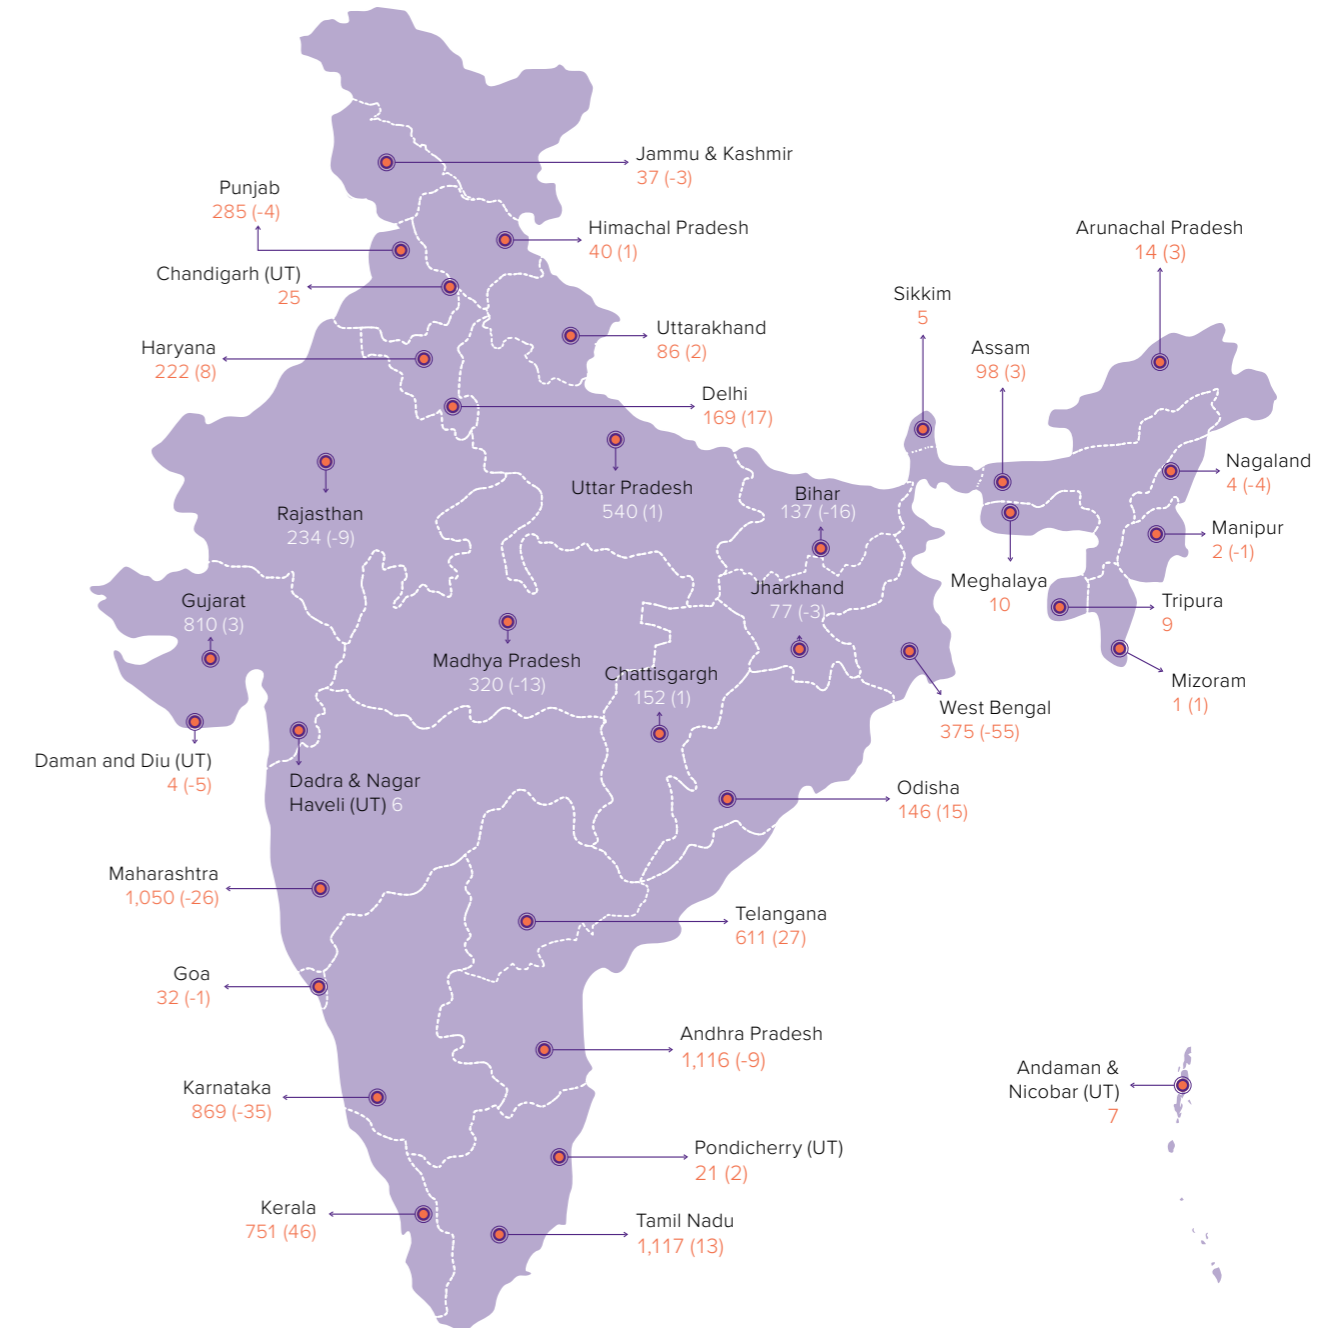 Jammu & Kashmir
37 (-3)
Punjab
285 (-4)
Himachal Pradesh
40 (1)
Arunachal Pradesh
14 (3)
Chandigarh (UT)
25
Sikkim
5
Uttarakhand
86 (2)
Haryana
222 (8)
Assam
98 (3)
Delhi
169 (17)
Nagaland
4 (-4)
Uttar Pradesh
540 (1)
Bihar
137 (-16)
Rajasthan
234 (-9)
Manipur
2 (-1)
Meghalaya
10
Jharkhand
77 (-3)
Gujarat
810 (3)
Tripura
9
Madhya Pradesh
320 (-13)
Chattisgargh
152 (1)
Mizoram
1 (1)
West Bengal
375 (-55)
Daman and Diu (UT)
4 (-5)
Dadra & Nagar
Haveli (UT) 6
Odisha
146 (15)
Maharashtra
1,050 (-26)
Telangana
611 (27)
Goa
32 (-1)
Andhra Pradesh
1,116 (-9)
Andaman &
Nicobar (UT)
7
Karnataka
869 (-35)
Pondicherry (UT)
21 (2)
Kerala
751 (46)
Tamil Nadu
1,117 (13)